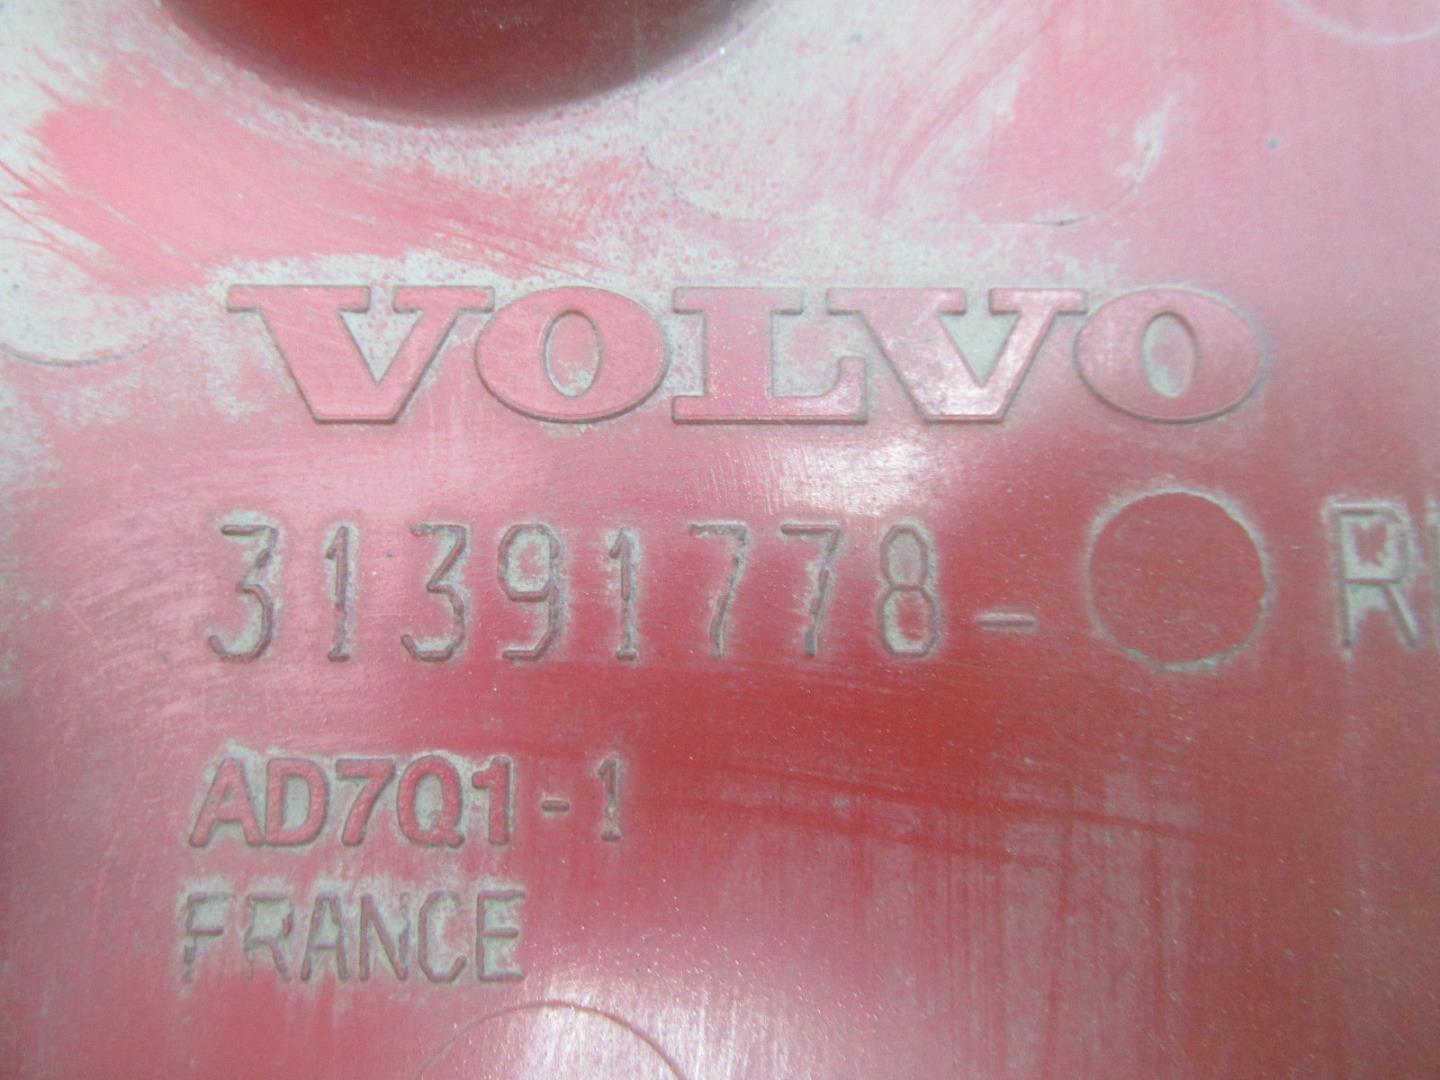 VOLVO
31391778- R
AD7Q1-1
FRANCE